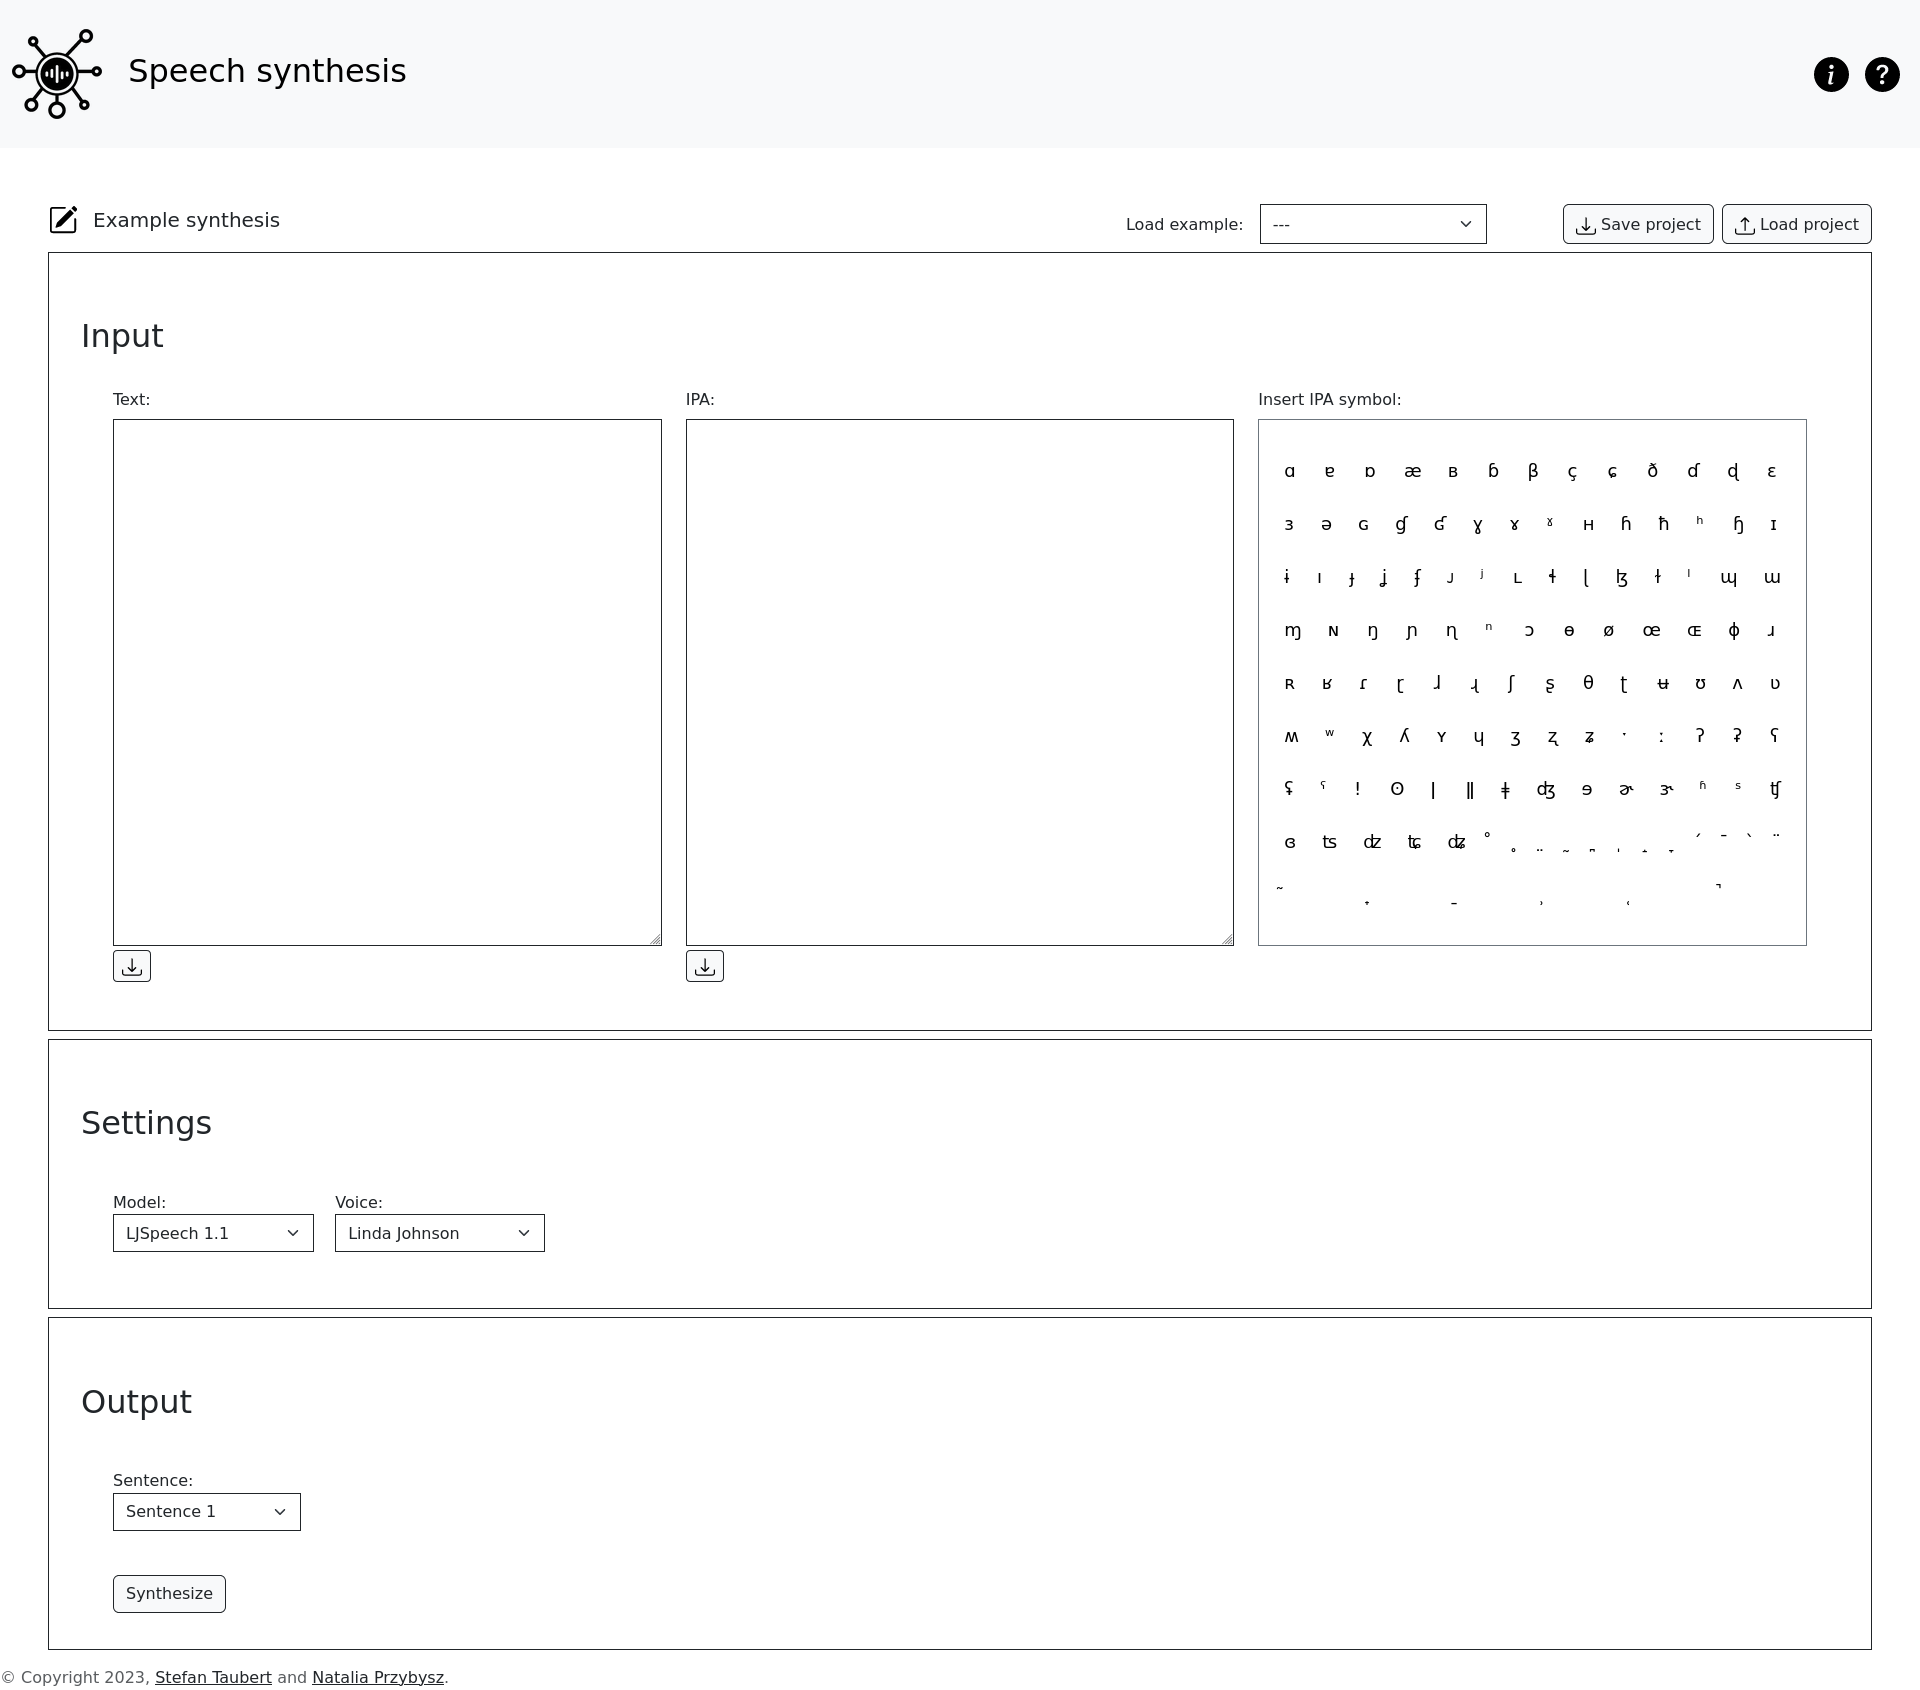 Speech synthesis
Example synthesis
Load example:
---
Save project
Load project
Input
Text:
IPA:
Insert IPA symbol:
ɑ ɐ ɒ æ ʙ ɓ β ç ɕ ð ɗ ɖ ɛ
ɜ ə ɢ ɠ ʛ ɣ ɤ ˠ ʜ ɦ ħ ʰ ɧ ɪ
ɨ ı ɟ ʝ ʄ ᴊ ʲ ʟ ɬ ɭ ɮ ɫ ˡ ɰ ɯ
ɱ ɴ ŋ ɲ ɳ ⁿ ɔ ɵ ø œ ɶ ɸ ɹ
ʀ ʁ ɾ ɽ ɺ ɻ ʃ ʂ θ ʈ ʉ ʊ ʌ ʋ
ʍ ʷ χ ʎ ʏ ɥ ʒ ʐ ʑ ˑ ː ʔ ʡ ʕ
ʢ ˤ ! ʘ ǀ ǁ ǂ ʤ ɘ ɚ ɝ ʱ ˢ ʧ
ɞ ʦ ʣ ʨ ʥ
Settings
Model:
Voice:
LJSpeech 1.1
Linda Johnson
Output
Sentence:
Sentence 1
Synthesize
© Copyright 2023, Stefan Taubert and Natalia Przybysz.